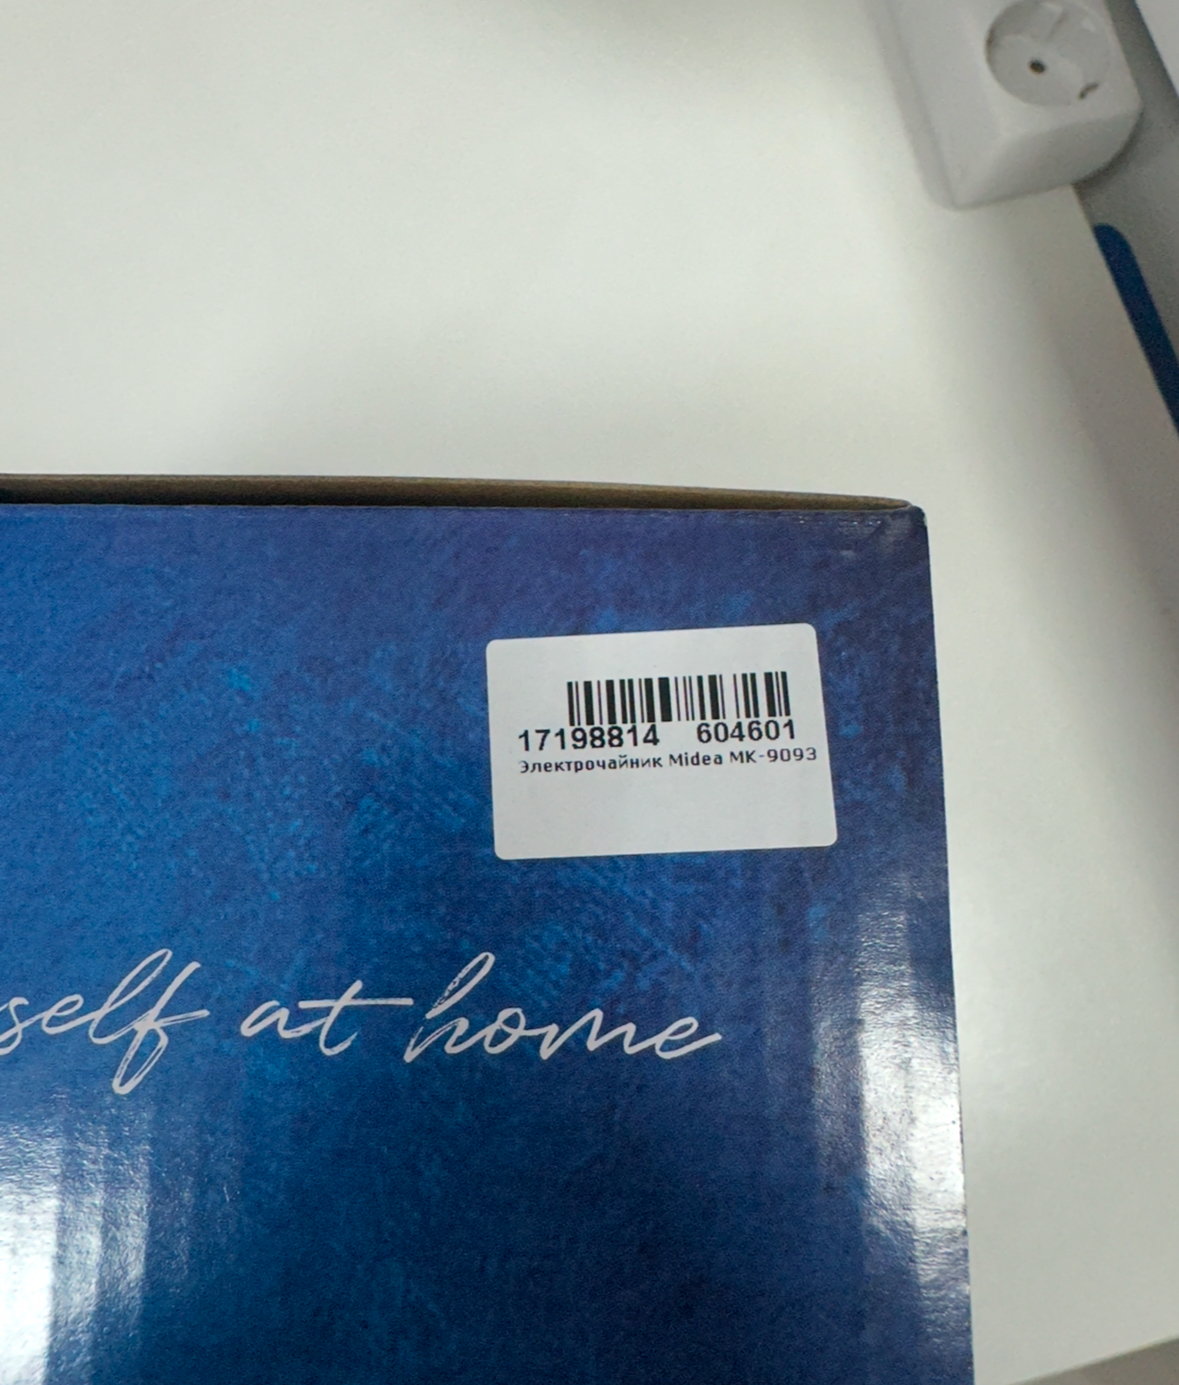 17198814 604601
Электрочайник Midea MK-9093
self at home